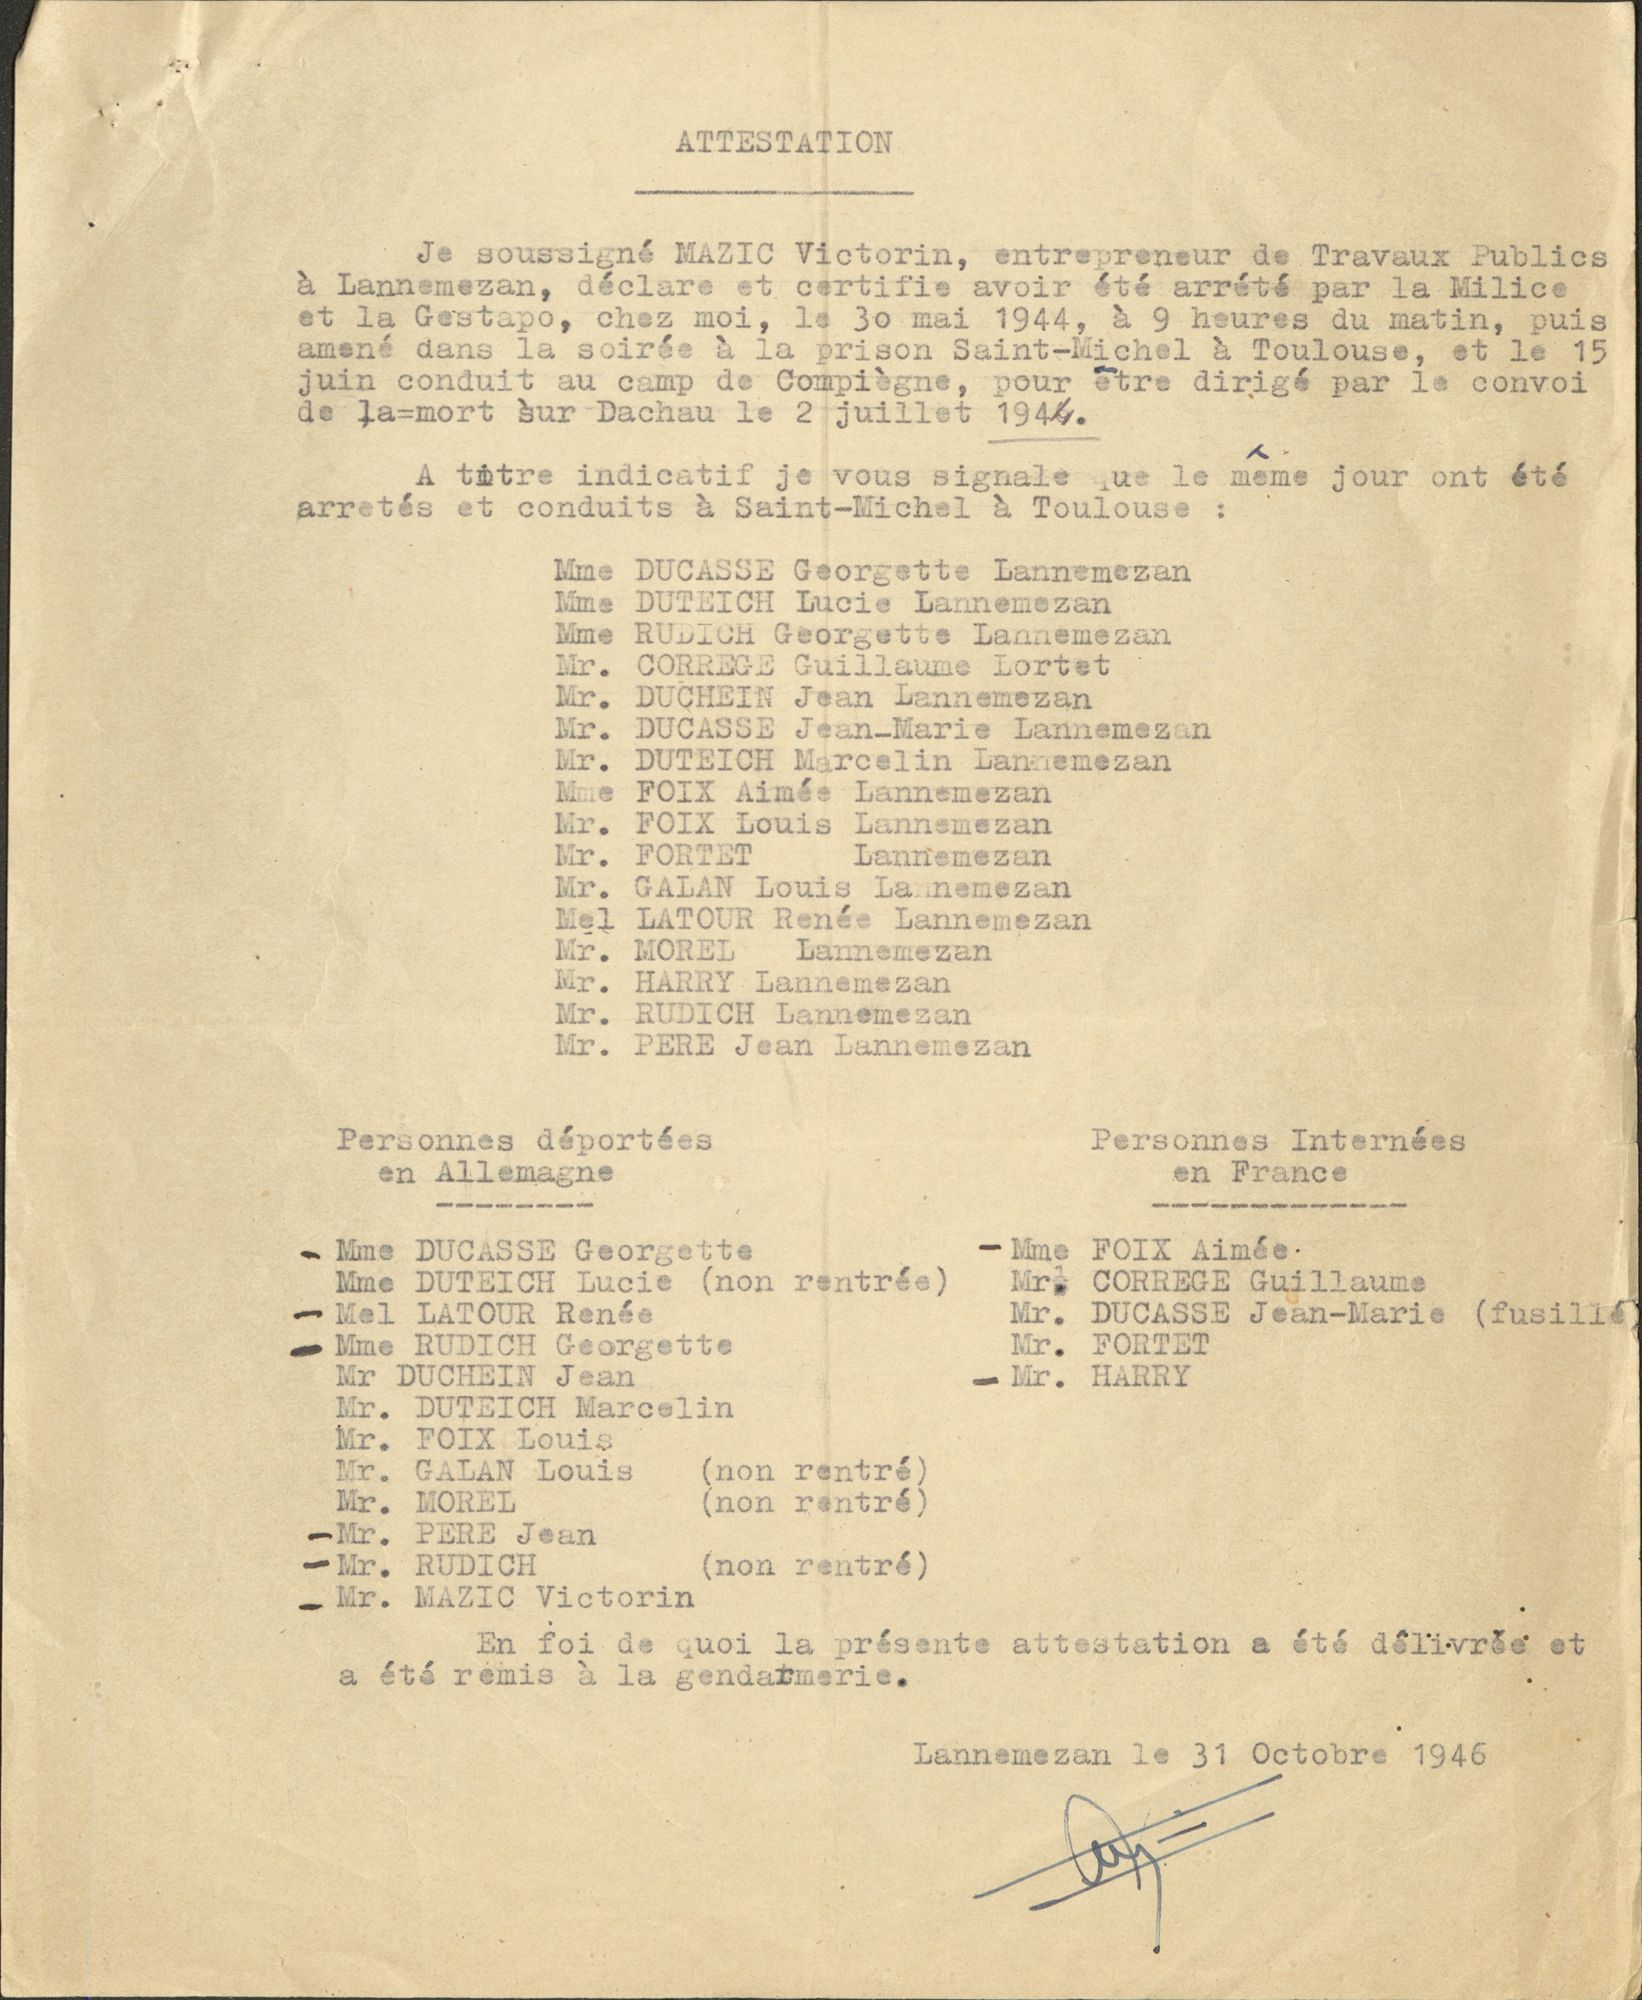 ATTESTATION
Je soussigné MAZIC Victorin, entrepreneur de Travaux Publics
à Lannemezan, déclare et certifie avoir été arrété par la Milice
et la Gestapo, chez moi, le 30 mai 1944, à 9 heures du matin, puis
amené dans la soirée à la prison Saint-Michel à Toulouse, et le 15
juin conduit au camp de Compiègne, pour être dirigé par le convoi
de la=mort sur Dachau le 2 juillet 1944.
A titre indicatif je vous signale que le même jour ont été
arretés et conduits à Saint-Michel à Toulouse :
Mme DUCASSE Georgette Lannemezan
Mme DUTEICH Lucie Lannemezan
Mme RUDICH Georgette Lannemezan
Mr. CORREGE Guillaume Lortet
Mr. DUCHEIN Jean Lannemezan
Mr. DUCASSE Jean-Marie Lannemezan
Mr. DUTEICH Marcelin Lannemezan
Mme FOIX Aimée Lannemezan
Mr. FOIX Louis Lannemezan
Mr. FORTET Lannemezan
Mr. GALAN Louis Lannemezan
Mel LATOUR Renée Lannemezan
Mr. MOREL Lannemezan
Mr. HARRY Lannemezan
Mr. RUDICH Lannemezan
Mr. PERE Jean Lannemezan
Personnes déportées
en Allemagne
- Mme DUCASSE Georgette
Mme DUTEICH Lucie (non rentrée)
- Mel LATOUR Renée
- Mme RUDICH Georgette
Mr DUCHEIN Jean
Mr. DUTEICH Marcelin
Mr. FOIX Louis
Mr. GALAN Louis (non rentré)
Mr. MOREL (non rentré)
- Mr. PERE Jean
- Mr. RUDICH (non rentré)
- Mr. MAZIC Victorin
Personnes Internées
en France
- Mme FOIX Aimée
Mr. CORREGE Guillaume
Mr. DUCASSE Jean-Marie (fusillé)
Mr. FORTET
- Mr. HARRY
En foi de quoi la présente attestation a été délivrée et
a été remis à la gendarmerie.
Lannemezan le 31 Octobre 1946